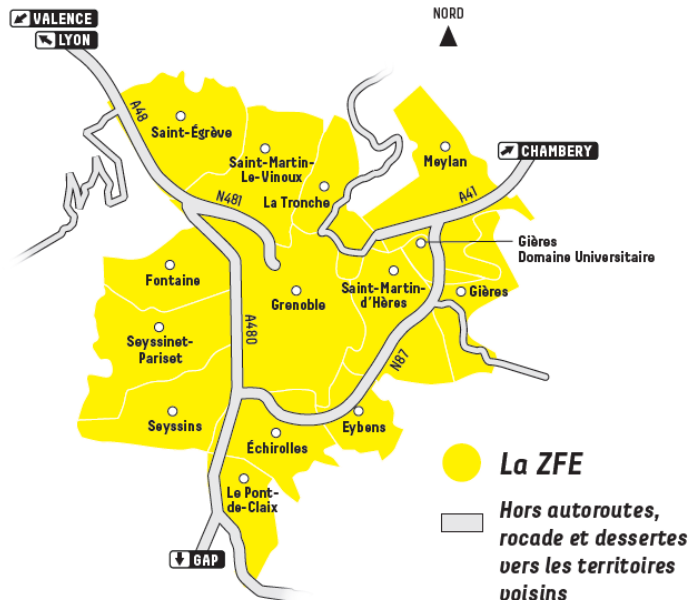 VALENCE
LYON
NORD
A48
Saint-Égrève
Saint-Martin-
Le-Vinoux
Meylan
CHAMBERY
N481
La Tronche
A41
Gières
Domaine Universitaire
Fontaine
Grenoble
Saint-Martin-
d'Hères
Gières
A480
Seyssinet-
Pariset
N87
Seyssins
Échirolles
Eybens
Le Pont-
de-Claix
GAP
La ZFE
Hors autoroutes,
rocade et dessertes
vers les territoires
voisins